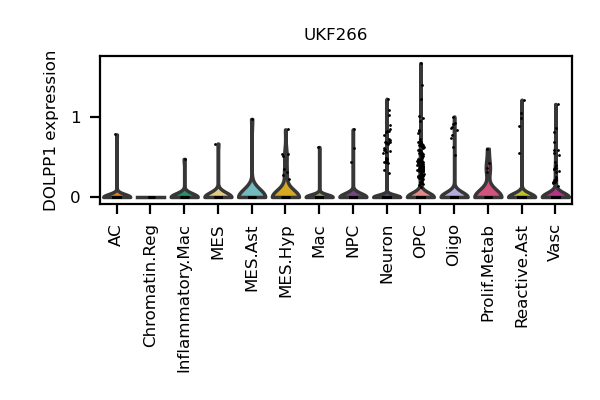 UKF266
DOLPP1 expression
1
0
AC
Chromatin.Reg
Inflammatory.Mac
MES
MES.Ast
MES.Hyp
Mac
NPC
Neuron
OPC
Oligo
Prolif.Metab
Reactive.Ast
Vasc